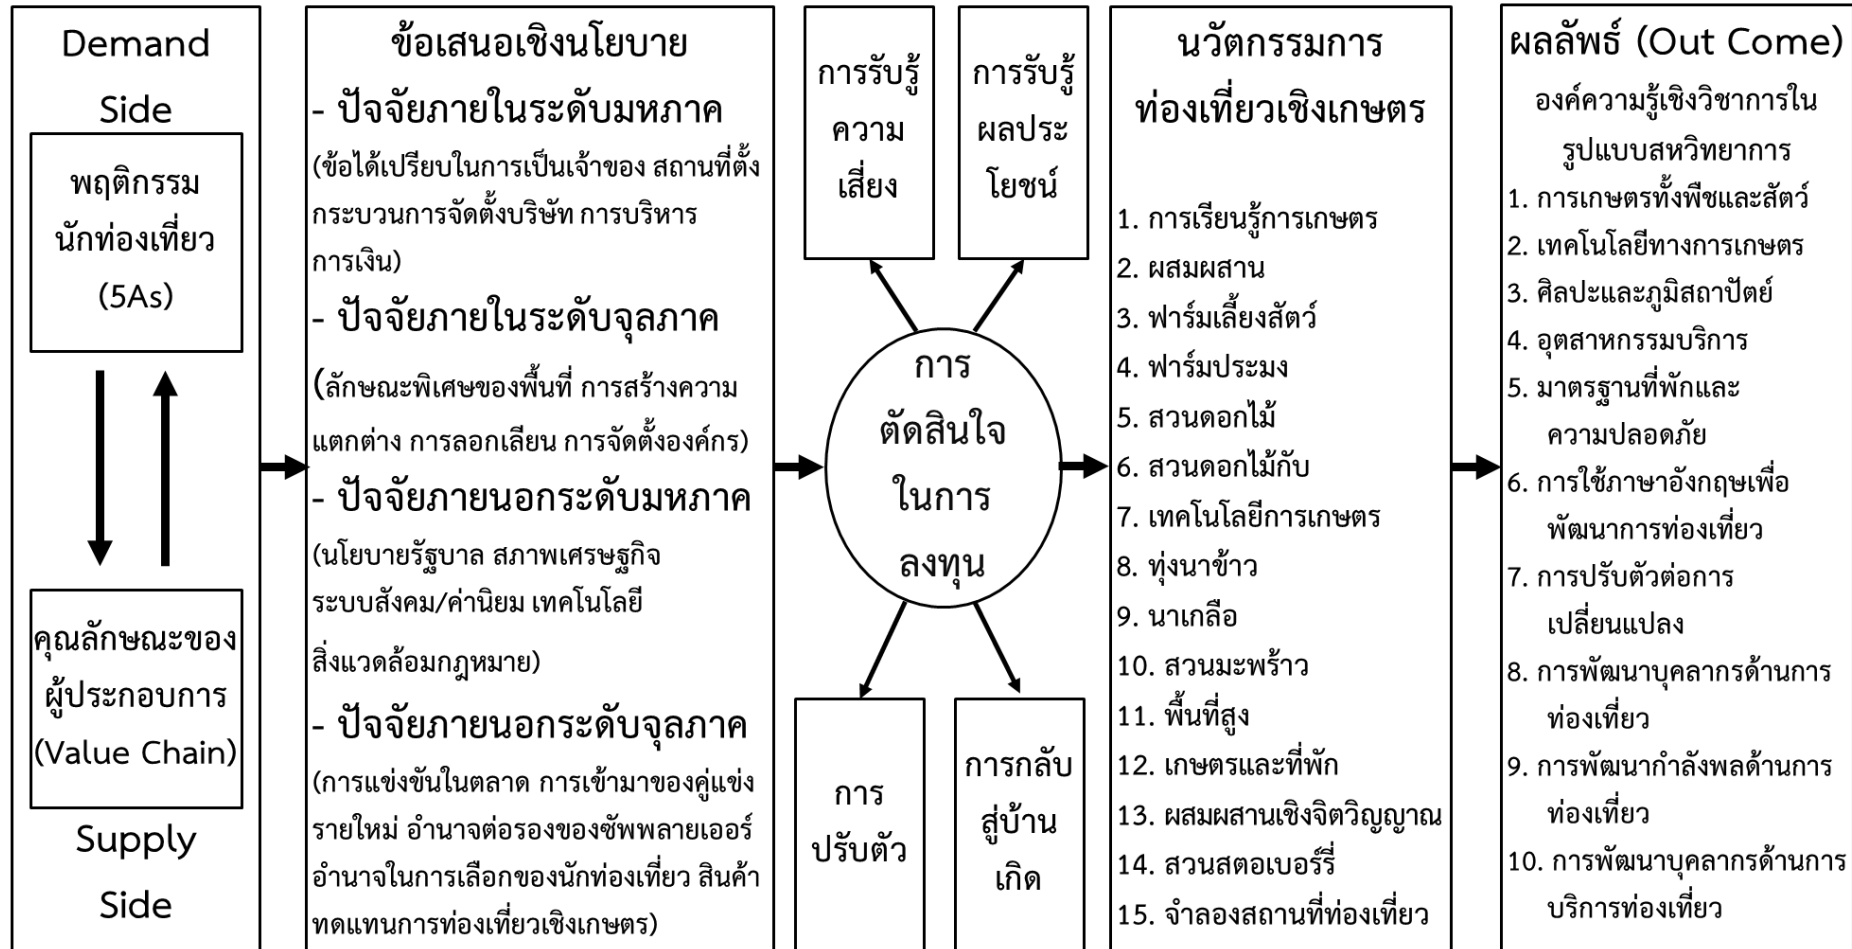 Demand
Side
พฤติกรรม
นักท่องเที่ยว
(5As)
คุณลักษณะของ
ผู้ประกอบการ
(Value Chain)
Supply
Side
ข้อเสนอเชิงนโยบาย
- ปัจจัยภายในระดับมหภาค
(ข้อได้เปรียบในการเป็นเจ้าของ สถานที่ตั้ง
กระบวนการจัดตั้งบริษัท การบริหาร
การเงิน)
- ปัจจัยภายในระดับจุลภาค
(ลักษณะพิเศษของพื้นที่ การสร้างความ
แตกต่าง การลอกเลียน การจัดตั้งองค์กร)
- ปัจจัยภายนอกระดับมหภาค
(นโยบายรัฐบาล สภาพเศรษฐกิจ
ระบบสังคม/ค่านิยม เทคโนโลยี
สิ่งแวดล้อมกฎหมาย)
- ปัจจัยภายนอกระดับจุลภาค
(การแข่งขันในตลาด การเข้ามาของคู่แข่ง
รายใหม่ อำนาจต่อรองของซัพพลายเออร์
อำนาจในการเลือกของนักท่องเที่ยว สินค้า
ทดแทนการท่องเที่ยวเชิงเกษตร)
การรับรู้
ความ
เสี่ยง
การรับรู้
ผลประ
โยชน์
การ
ตัดสินใจ
ในการ
ลงทุน
การ
ปรับตัว
การกลับ
สู่บ้าน
เกิด
นวัตกรรมการ
ท่องเที่ยวเชิงเกษตร
1. การเรียนรู้การเกษตร
2. ผสมผสาน
3. ฟาร์มเลี้ยงสัตว์
4. ฟาร์มประมง
5. สวนดอกไม้
6. สวนดอกไม้กับ
7. เทคโนโลยีการเกษตร
8. ทุ่งนาข้าว
9. นาเกลือ
10. สวนมะพร้าว
11. พื้นที่สูง
12. เกษตรและที่พัก
13. ผสมผสานเชิงจิตวิญญาณ
14. สวนสตอเบอร์รี่
15. จำลองสถานที่ท่องเที่ยว
ผลลัพธ์ (Out Come)
องค์ความรู้เชิงวิชาการใน
รูปแบบสหวิทยาการ
1. การเกษตรทั้งพืชและสัตว์
2. เทคโนโลยีทางการเกษตร
3. ศิลปะและภูมิสถาปัตย์
4. อุตสาหกรรมบริการ
5. มาตรฐานที่พักและ
ความปลอดภัย
6. การใช้ภาษาอังกฤษเพื่อ
พัฒนาการท่องเที่ยว
7. การปรับตัวต่อการ
เปลี่ยนแปลง
8. การพัฒนาบุคลากรด้านการ
ท่องเที่ยว
9. การพัฒนากำลังพลด้านการ
ท่องเที่ยว
10. การพัฒนาบุคลากรด้านการ
บริการท่องเที่ยว